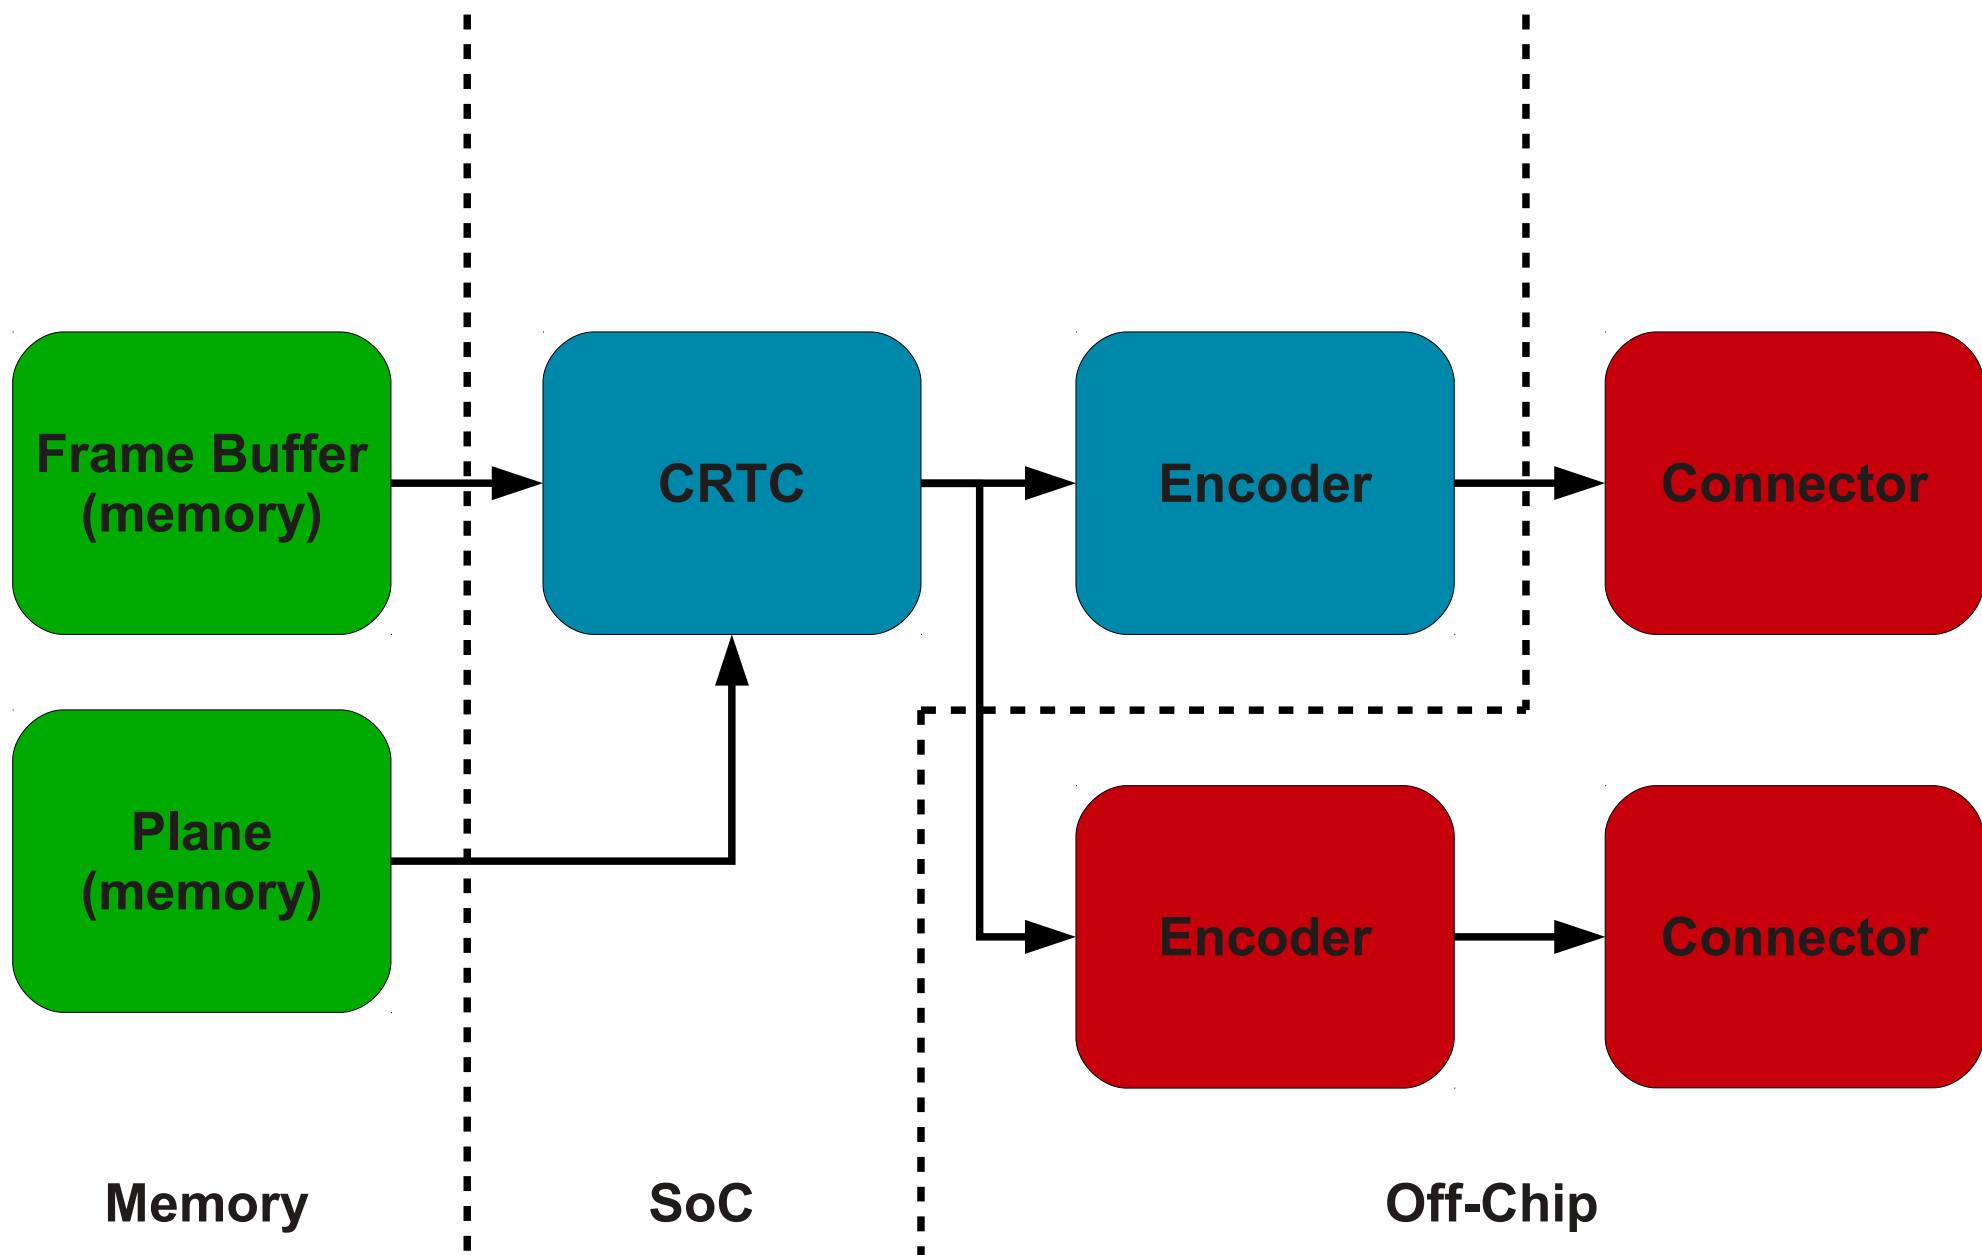 Frame Buffer
(memory)
CRTC
Encoder
Connector
Plane
(memory)
Encoder
Connector
Memory
SoC
Off-Chip